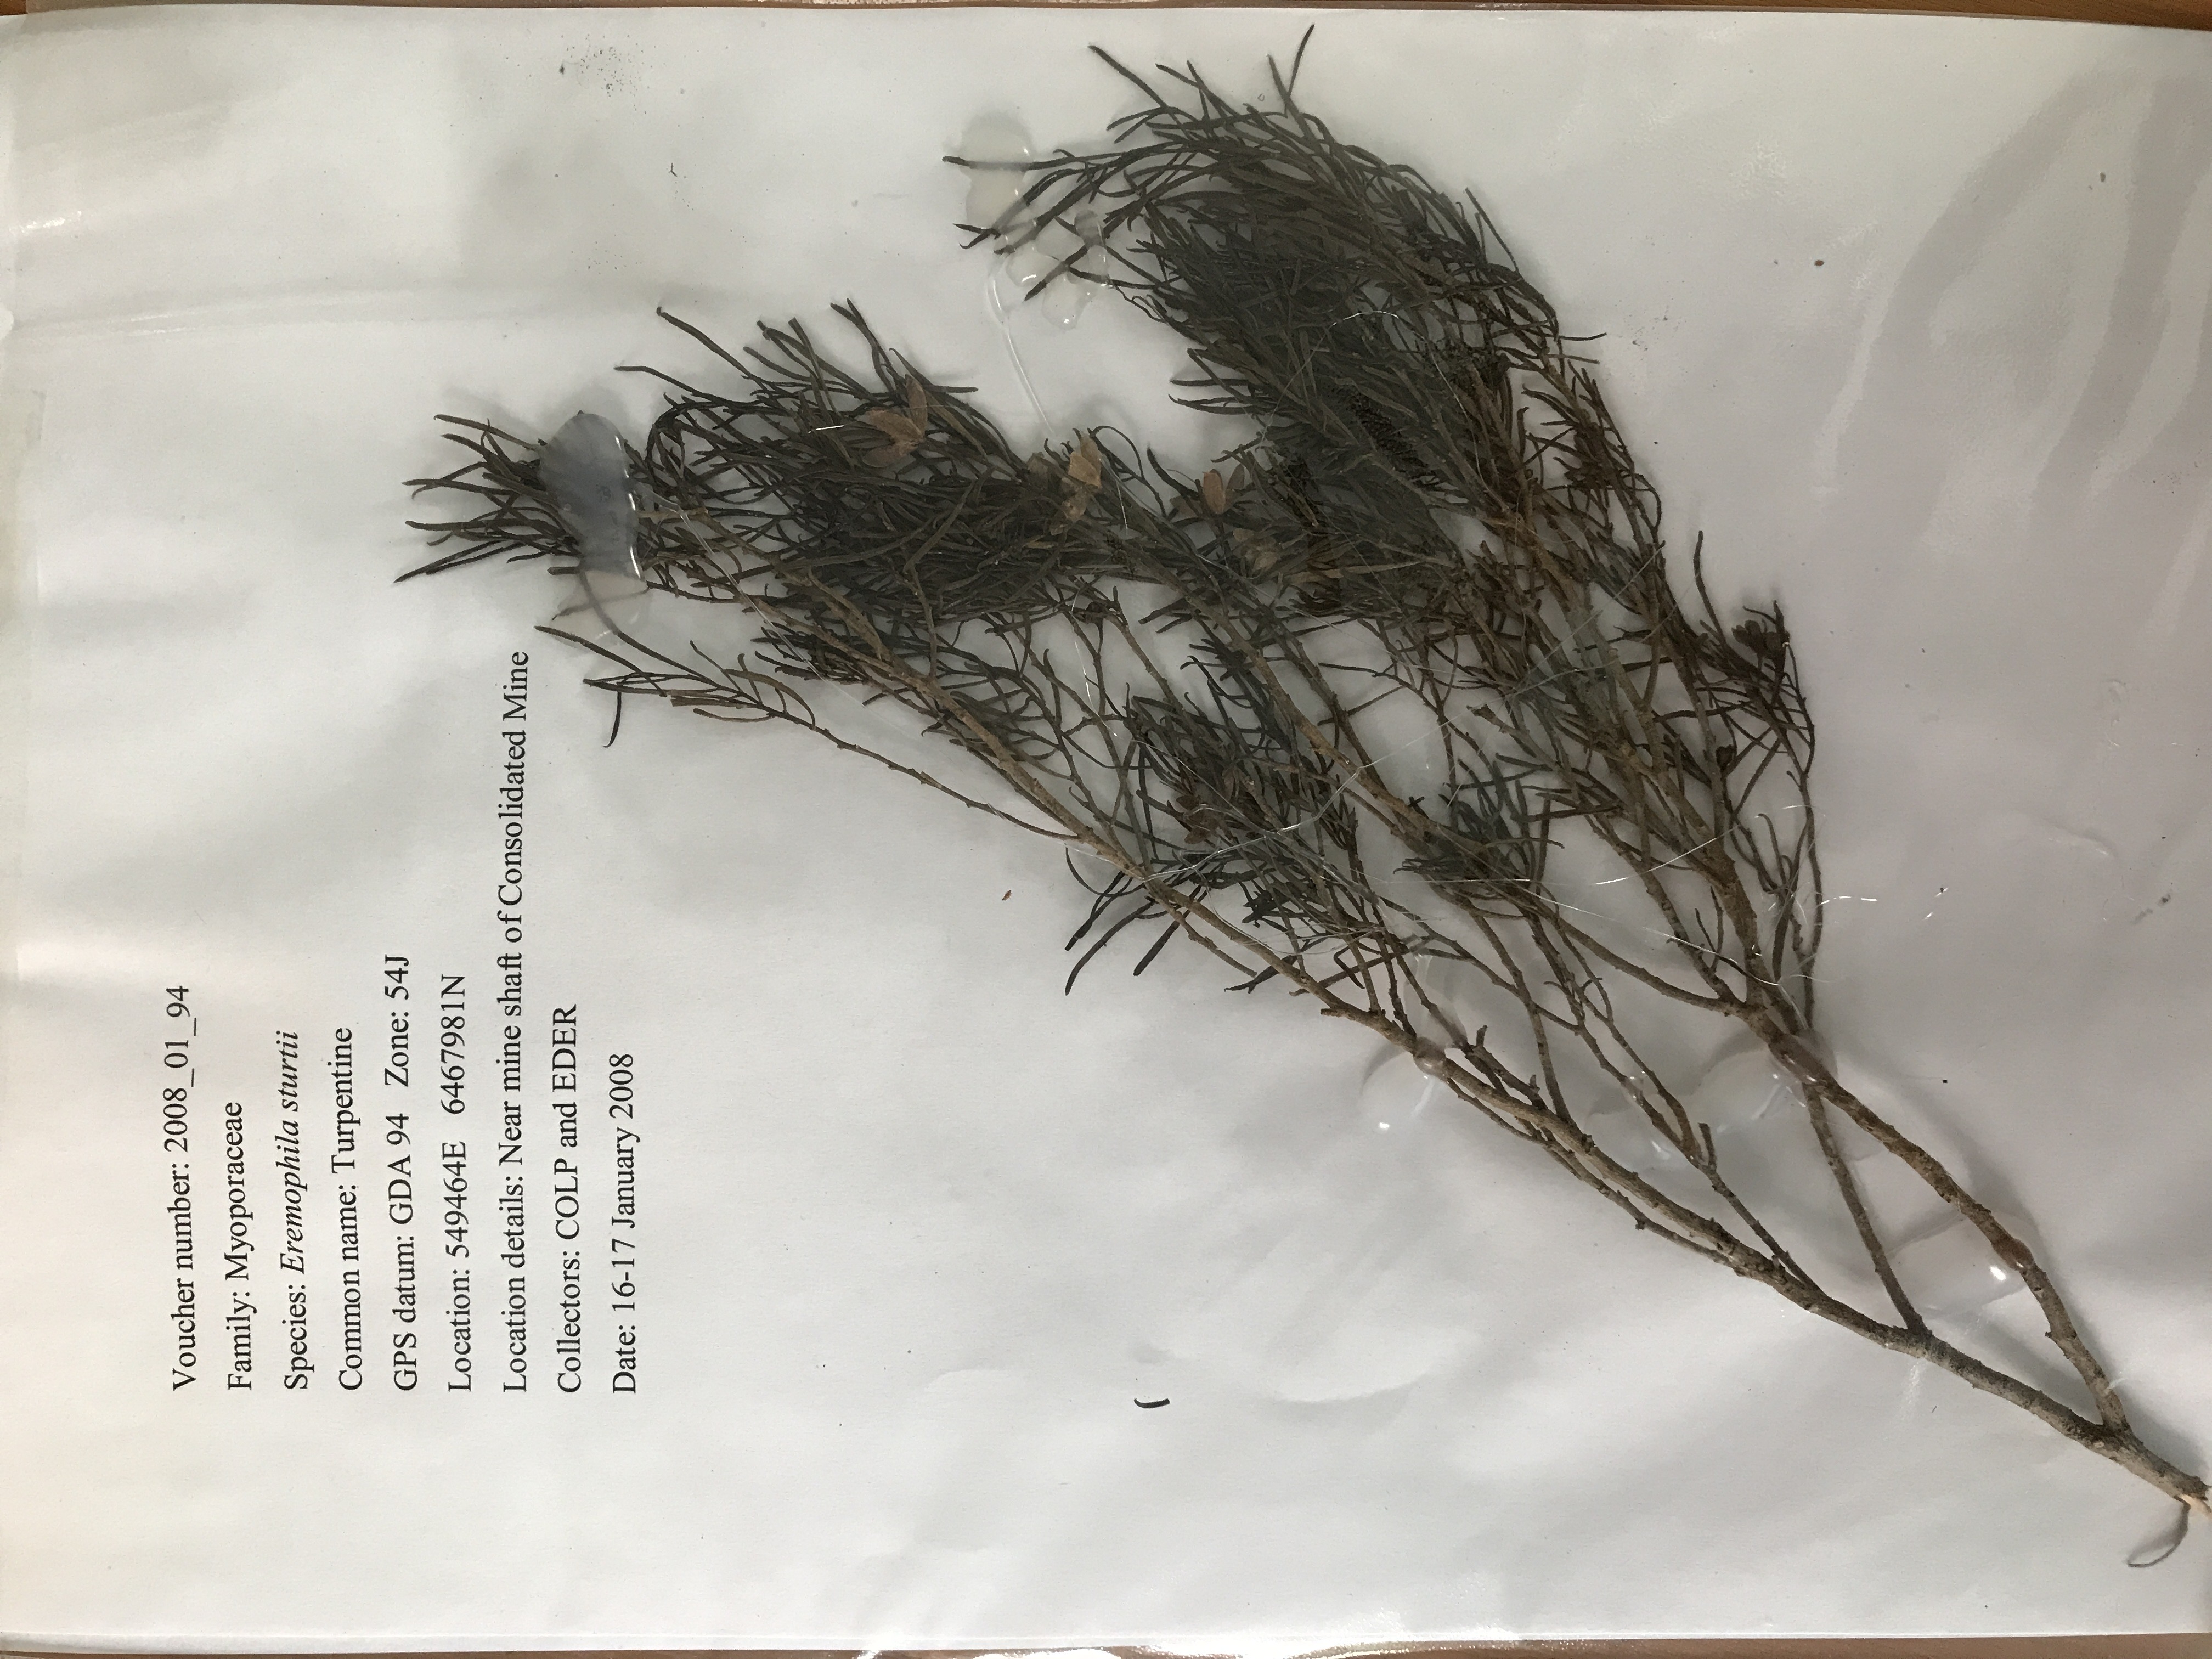 Voucher number: 2008_01_94
Family: Myoporaceae
Species: Eremophila sturtii
Common name: Turpentine
GPS datum: GDA 94 Zone: 54J
Location: 549464E 6467981N
Location details: Near mine shaft of Consolidated Mine
Collectors: COLP and EDER
Date: 16-17 January 2008